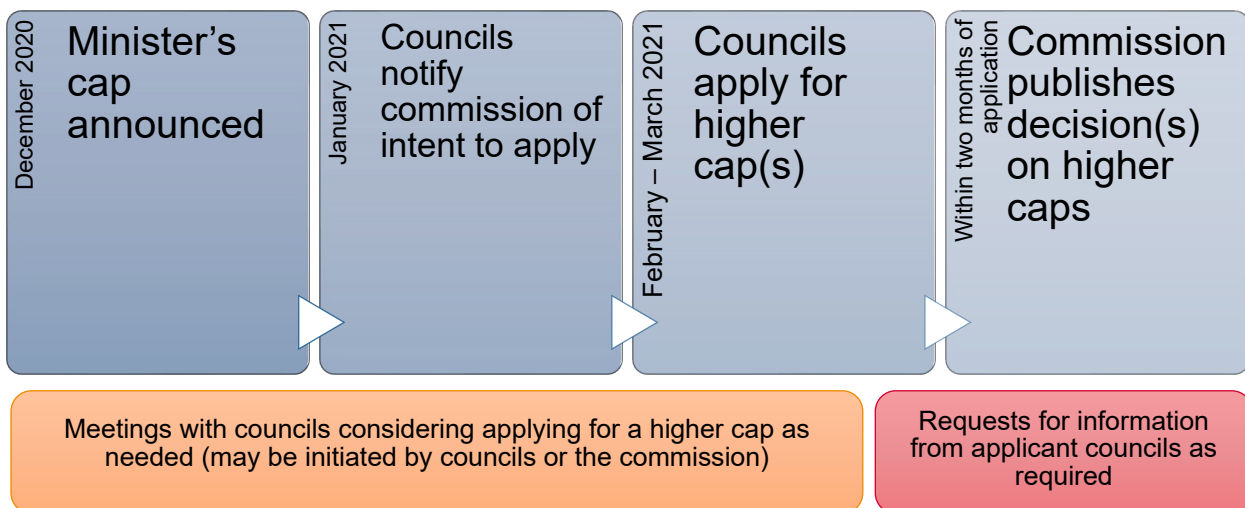 December 2020
Minister’s
cap
announced
January 2021
Councils
notify
commission of
intent to apply
February – March 2021
Councils
apply for
higher
cap(s)
Within two months of
application
Commission
publishes
decision(s)
on higher
caps
Meetings with councils considering applying for a higher cap as
needed (may be initiated by councils or the commission)
Requests for information
from applicant councils as
required